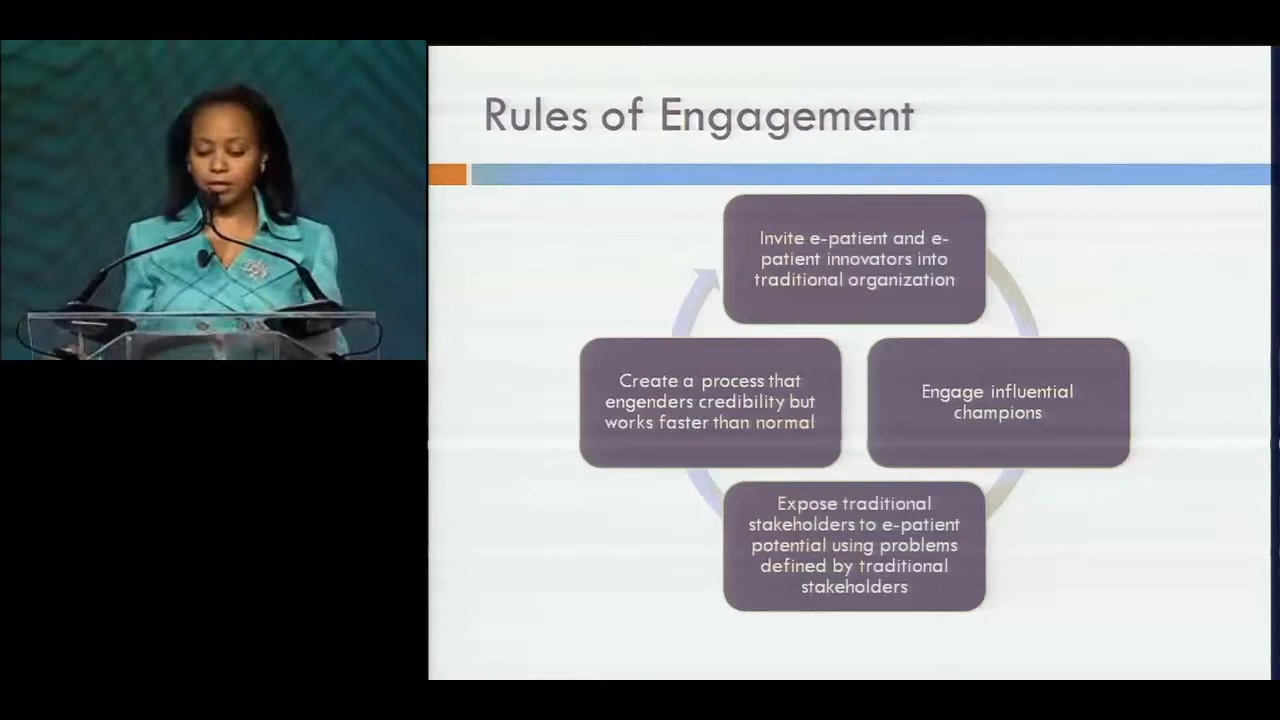 Rules of Engagement
Invite e-patient and e-
patient innovators into
traditional organization
Engage influential
champions
Expose traditional
stakeholders to e-patient
potential using problems
defined by traditional
stakeholders
Create a process that
engenders credibility but
works faster than normal